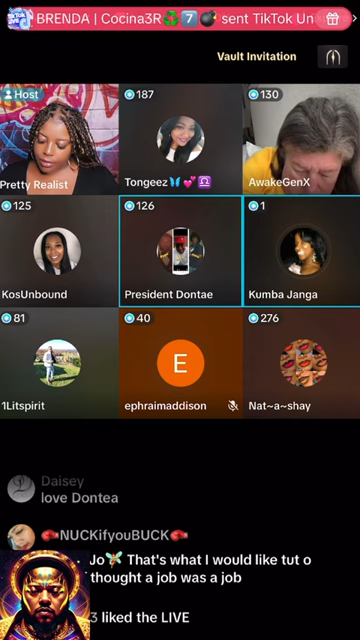 BRENDA | Cocina3R♻️7️⃣💣 sent TikTok Un
Vault Invitation
Host
187
130
Pretty Realist
Tongeez🦋💕♎
AwakeGenX
125
126
1
KosUnbound
President Dontae
Kumba Janga
81
40
276
1Litspirit
E
ephraimaddison
Nat~a~shay
Daisey
love Dontea
🥊NUCKifyouBUCK🥊
Jo🧚 That's what I would like tut o
thought a job was a job
3 liked the LIVE